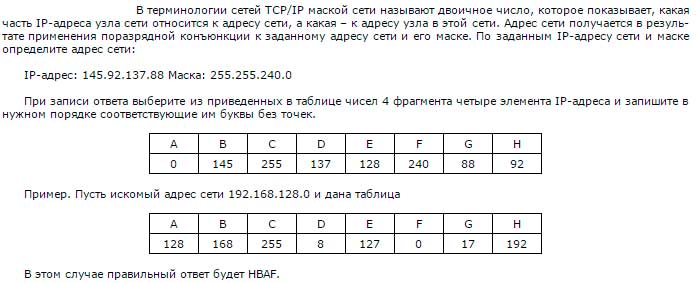 В терминологии сетей TCP/IP маской сети называют двоичное число, которое показывает, какая
часть IP-адреса узла сети относится к адресу сети, а какая – к адресу узла в этой сети. Адрес сети получается в резуль-
тате применения поразрядной конъюнкции к заданному адресу сети и его маске. По заданным IP-адресу сети и маске
определите адрес сети:
IP-адрес: 145.92.137.88 Маска: 255.255.240.0
При записи ответа выберите из приведенных в таблице чисел 4 фрагмента четыре элемента IP-адреса и запишите в
нужном порядке соответствующие им буквы без точек.
A B C D E F G H
0 145 255 137 128 240 88 92
Пример. Пусть искомый адрес сети 192.168.128.0 и дана таблица
A B C D E F G H
128 168 255 8 127 0 17 192
В этом случае правильный ответ будет HBAF.